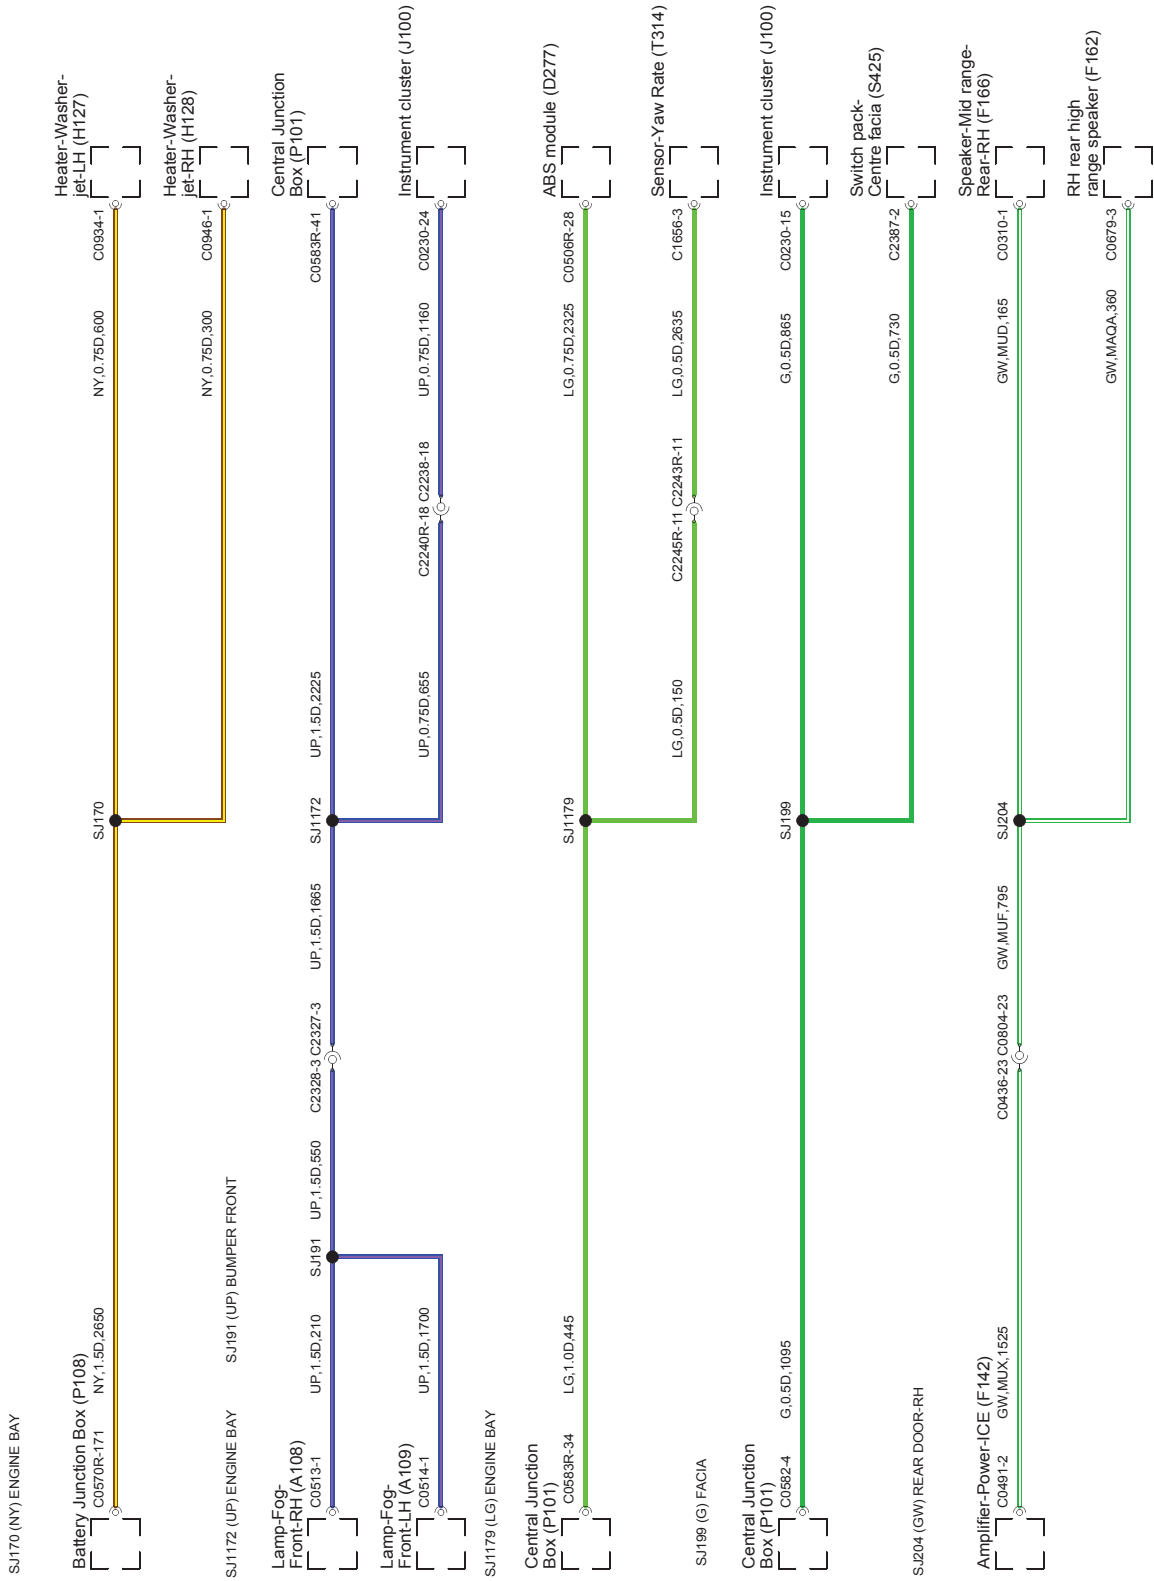 SJ170 (NY) ENGINE BAY
Battery Junction Box (P108)
C0570R-171
NY,1.5D,2650
SJ170
NY,0.75D,600
C0934-1
Heater-Washer-
jet-LH (H127)
NY,0.75D,300
C0946-1
Heater-Washer-
jet-RH (H128)
SJ1172 (UP) ENGINE BAY
SJ191 (UP) BUMPER FRONT
Lamp-Fog-
Front-RH (A108)
C0513-1
UP,1.5D,210
SJ191
UP,1.5D,550
C2328-3
C2327-3
UP,1.5D,1665
SJ1172
UP,1.5D,2225
C0583R-41
Central Junction
Box (P101)
Lamp-Fog-
Front-LH (A109)
C0514-1
UP,1.5D,1700
UP,0.75D,655
C2240R-18
C2238-18
UP,0.75D,1160
C0230-24
Instrument cluster (J100)
SJ1179 (LG) ENGINE BAY
Central Junction
Box (P101)
C0583R-34
LG,1.0D,445
SJ1179
LG,0.75D,2325
C0506R-28
ABS module (D277)
LG,0.5D,150
C2245R-11
C2243R-11
LG,0.5D,2635
C1656-3
Sensor-Yaw Rate (T314)
SJ199 (G) FACIA
Central Junction
Box (P101)
C0582-4
G,0.5D,1095
SJ199
G,0.5D,865
C0230-15
Instrument cluster (J100)
G,0.5D,730
C2387-2
Switch pack-
Centre facia (S425)
SJ204 (GW) REAR DOOR-RH
Amplifier-Power-ICE (F142)
C0491-2
GW,MUX,1525
C0436-23
C0804-23
GW,MUF,795
SJ204
GW,MUD,165
C0310-1
Speaker-Mid range-
Rear-RH (F166)
GW,MAQA,360
C0679-3
RH rear high
range speaker (F162)